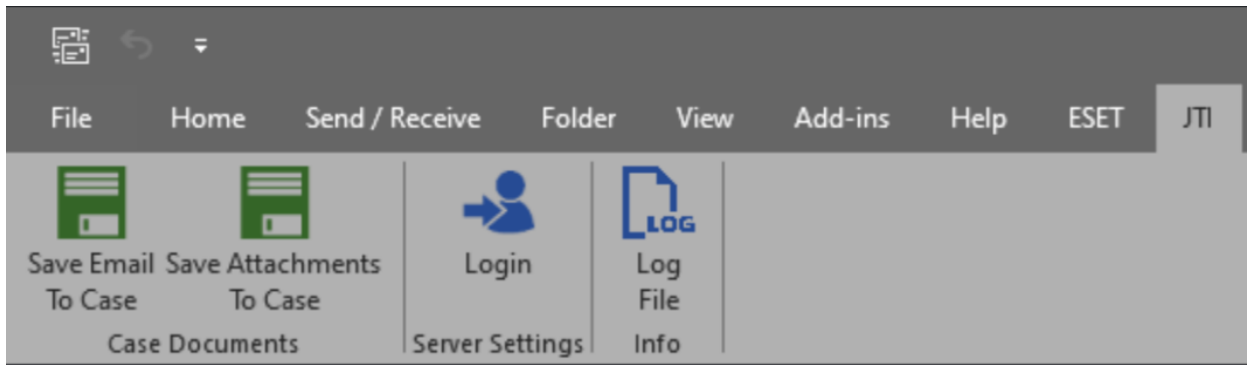 File Home Send / Receive Folder View Add-ins Help ESET JTI
LOG
Save Email Save Attachments Login Log
To Case To Case File
Case Documents Server Settings Info